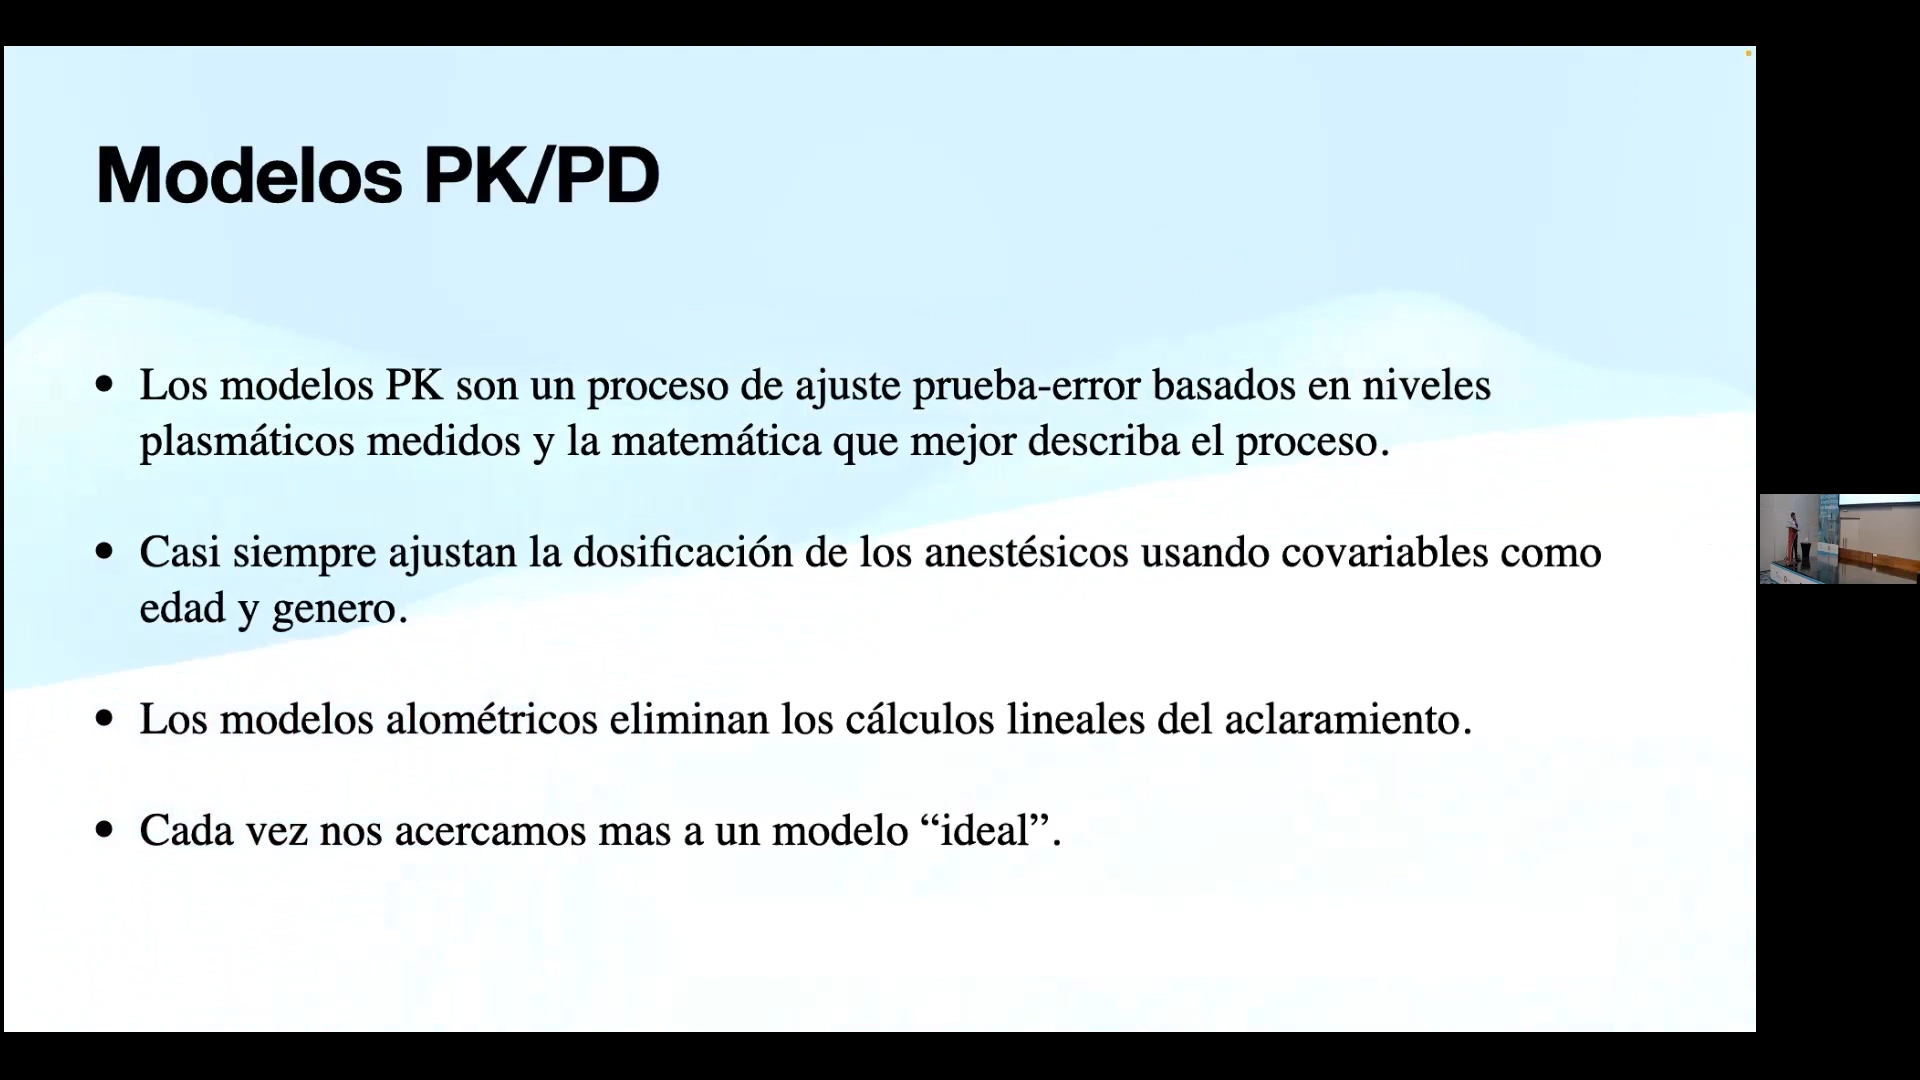 Modelos PK/PD
• Los modelos PK son un proceso de ajuste prueba-error basados en niveles
plasmáticos medidos y la matemática que mejor describa el proceso.
• Casi siempre ajustan la dosificación de los anestésicos usando covariables como
edad y genero.
• Los modelos alométricos eliminan los cálculos lineales del aclaramiento.
• Cada vez nos acercamos mas a un modelo “ideal”.